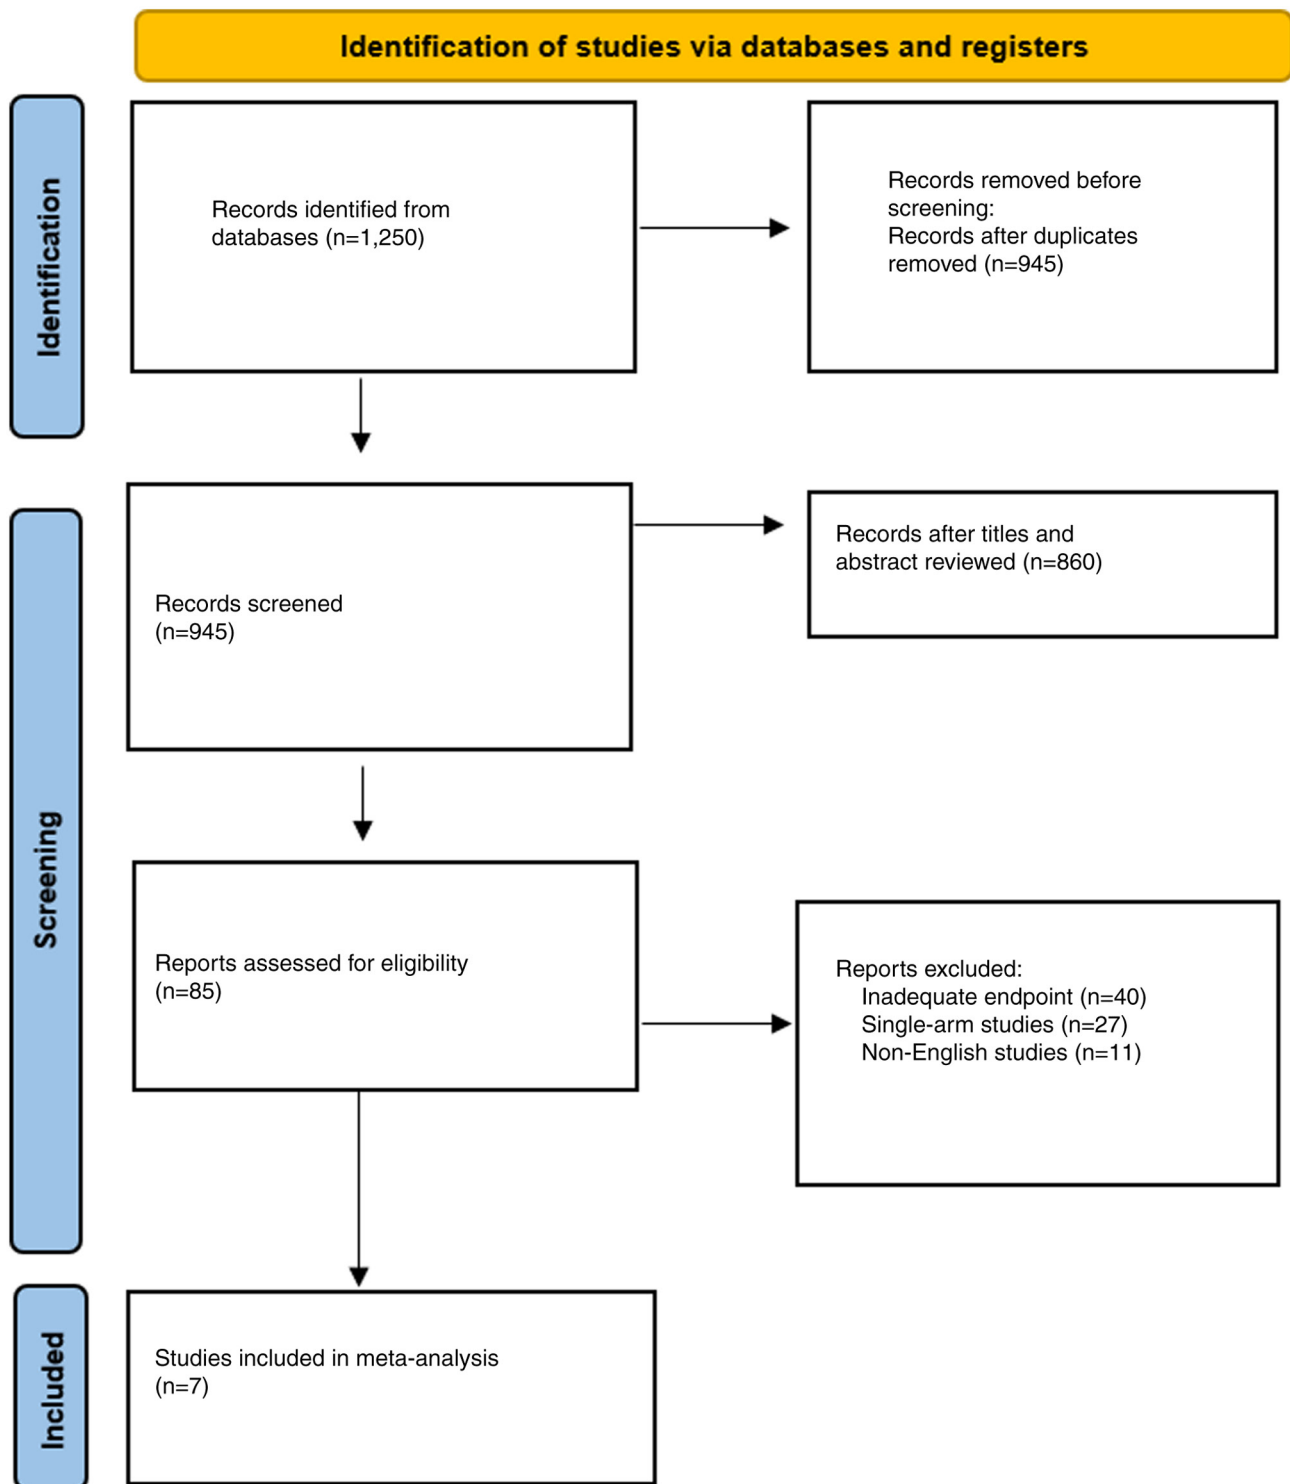 Identification of studies via databases and registers
Identification
Records identified from
databases (n=1,250)
Records removed before
screening:
Records after duplicates
removed (n=945)
Screening
Records screened
(n=945)
Records after titles and
abstract reviewed (n=860)
Reports assessed for eligibility
(n=85)
Reports excluded:
Inadequate endpoint (n=40)
Single-arm studies (n=27)
Non-English studies (n=11)
Included
Studies included in meta-analysis
(n=7)